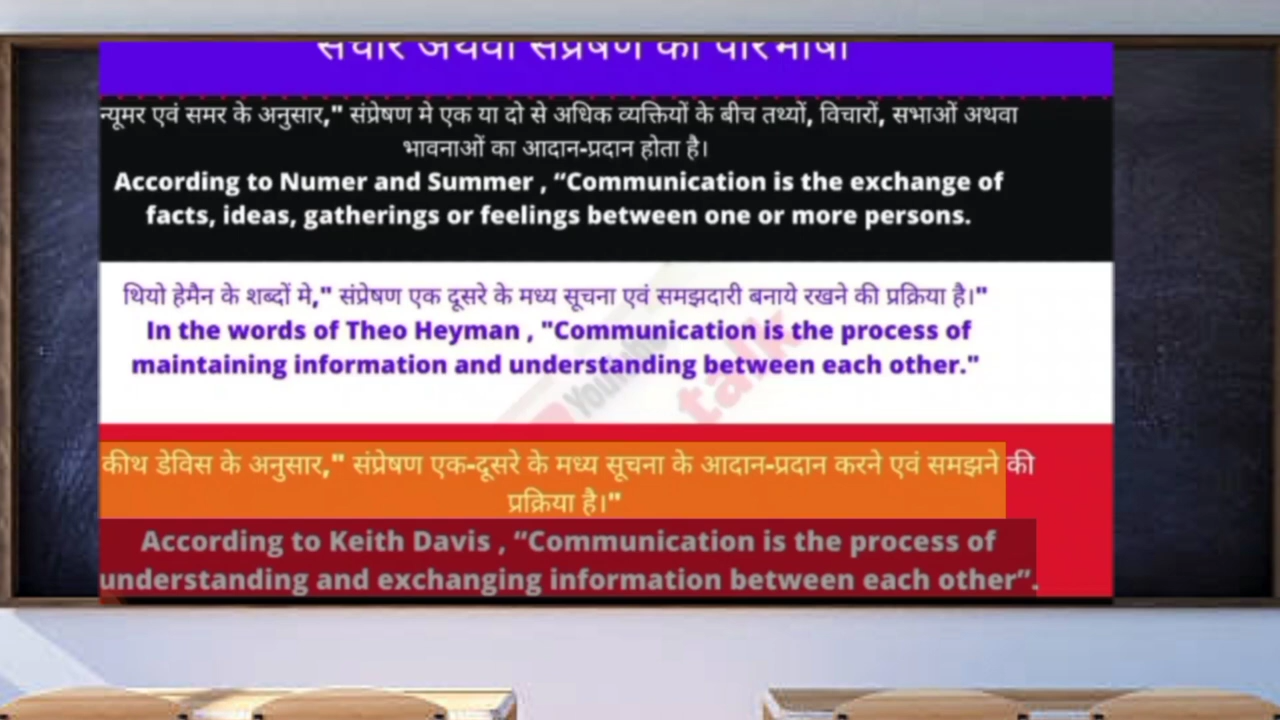 संचार अथवा संप्रेषण की परिभाषा
न्यूमर एवं समर के अनुसार," संप्रेषण मे एक या दो से अधिक व्यक्तियों के बीच तथ्यों, विचारों, सभाओं अथवा
भावनाओं का आदान-प्रदान होता है।
According to Numer and Summer , “Communication is the exchange of
facts, ideas, gatherings or feelings between one or more persons.
थियो हेमैन के शब्दों मे," संप्रेषण एक दूसरे के मध्य सूचना एवं समझदारी बनाये रखने की प्रक्रिया है।"
In the words of Theo Heyman , "Communication is the process of
maintaining information and understanding between each other."
talk
कीथ डेविस के अनुसार," संप्रेषण एक-दूसरे के मध्य सूचना के आदान-प्रदान करने एवं समझने की
प्रक्रिया है।"
According to Keith Davis , “Communication is the process of
understanding and exchanging information between each other”.